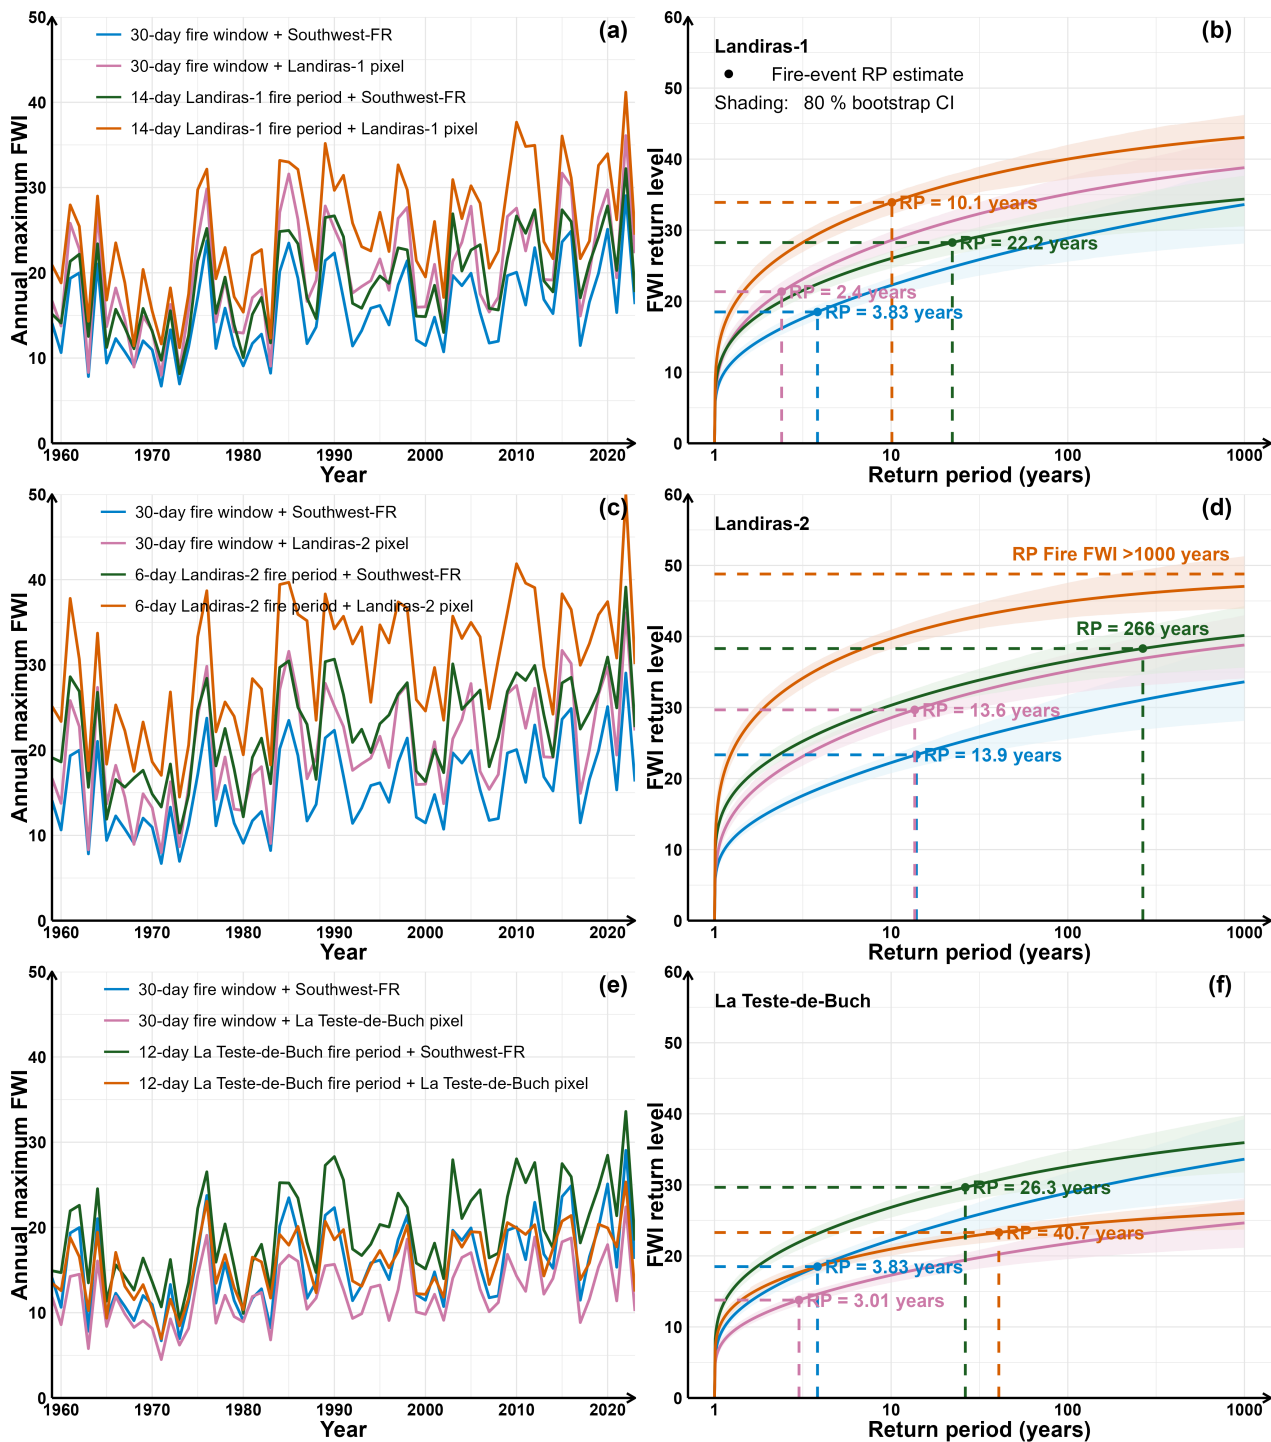 (a)
30-day fire window + Southwest-FR
30-day fire window + Landiras-1 pixel
14-day Landiras-1 fire period + Southwest-FR
14-day Landiras-1 fire period + Landiras-1 pixel
Annual maximum FWI
50
40
30
20
10
0
1960 1970 1980 1990 2000 2010 2020
Year
(b)
Landiras-1
Fire-event RP estimate
Shading: 80 % bootstrap CI
FWI return level
60
50
40
30
20
10
0
RP = 10.1 years
RP = 22.2 years
RP = 2.4 years
RP = 3.83 years
1 10 100 1000
Return period (years)
(c)
30-day fire window + Southwest-FR
30-day fire window + Landiras-2 pixel
6-day Landiras-2 fire period + Southwest-FR
6-day Landiras-2 fire period + Landiras-2 pixel
Annual maximum FWI
50
40
30
20
10
0
1960 1970 1980 1990 2000 2010 2020
Year
(d)
Landiras-2
FWI return level
60
50
40
30
20
10
0
RP Fire FWI >1000 years
RP = 266 years
RP = 13.6 years
RP = 13.9 years
1 10 100 1000
Return period (years)
(e)
30-day fire window + Southwest-FR
30-day fire window + La Teste-de-Buch pixel
12-day La Teste-de-Buch fire period + Southwest-FR
12-day La Teste-de-Buch fire period + La Teste-de-Buch pixel
Annual maximum FWI
50
40
30
20
10
0
1960 1970 1980 1990 2000 2010 2020
Year
(f)
La Teste-de-Buch
FWI return level
60
50
40
30
20
10
0
RP = 26.3 years
RP = 40.7 years
RP = 3.83 years
RP = 3.01 years
1 10 100 1000
Return period (years)